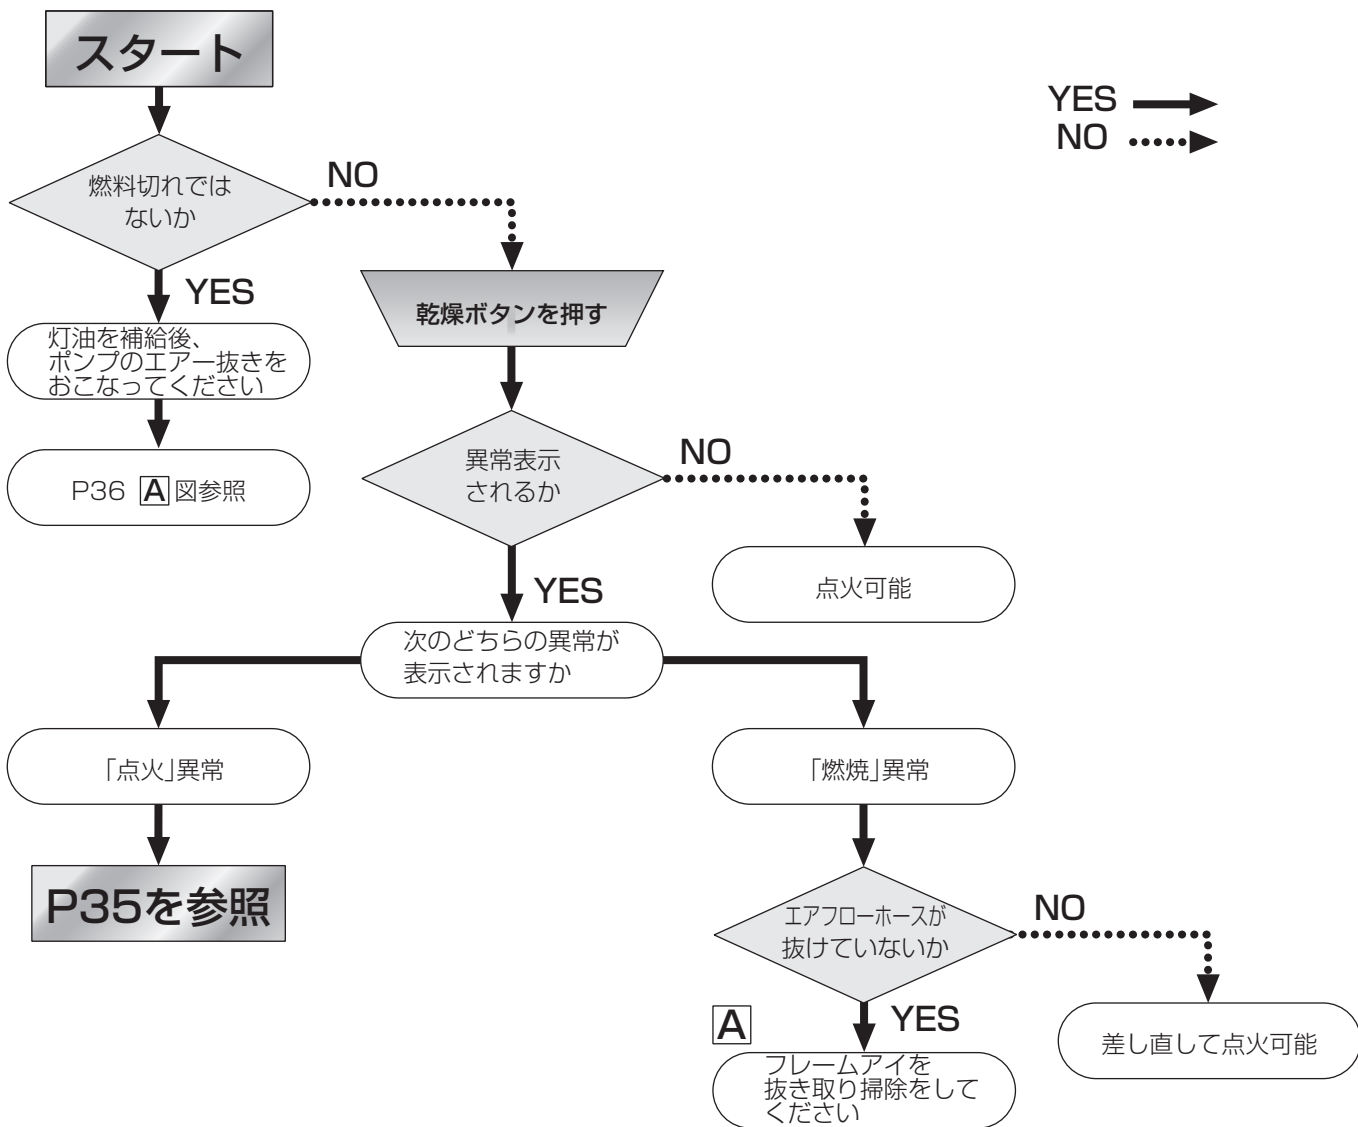 スタート
YES
NO
燃料切れでは
ないか
NO
YES
灯油を補給後、
ポンプのエアー抜きを
おこなってください
P36 A 図参照
乾燥ボタンを押す
異常表示
されるか
NO
点火可能
YES
次のどちらの異常が
表示されますか
「点火」異常
P35を参照
「燃焼」異常
エアフローホースが
抜けていないか
NO
差し直して点火可能
YES
A
フレームアイを
抜き取り掃除をして
ください